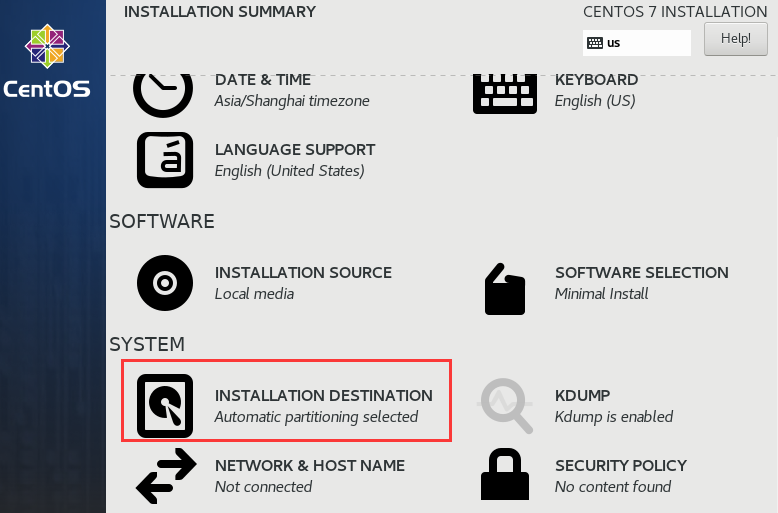 INSTALLATION SUMMARY
CENTOS 7 INSTALLATION
us
Help!
CentOS
DATE & TIME
Asia/Shanghai timezone
KEYBOARD
English (US)
LANGUAGE SUPPORT
English (United States)
SOFTWARE
INSTALLATION SOURCE
Local media
SOFTWARE SELECTION
Minimal Install
SYSTEM
INSTALLATION DESTINATION
Automatic partitioning selected
KDUMP
Kdump is enabled
NETWORK & HOST NAME
Not connected
SECURITY POLICY
No content found